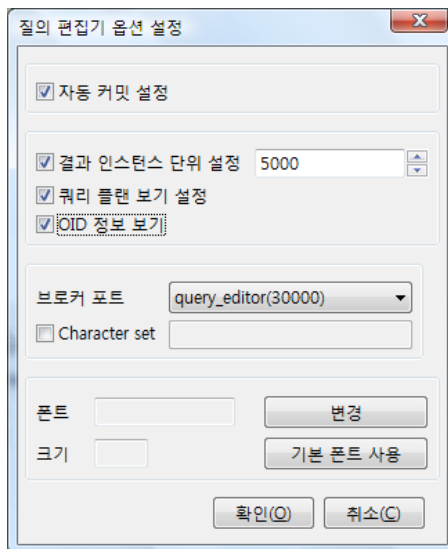 질의 편집기 옵션 설정
자동 커밋 설정
결과 인스턴스 단위 설정 5000
쿼리 플랜 보기 설정
OID 정보 보기
브로커 포트 query_editor(30000)
Character set
폰트 변경
크기 기본 폰트 사용
확인(O) 취소(C)